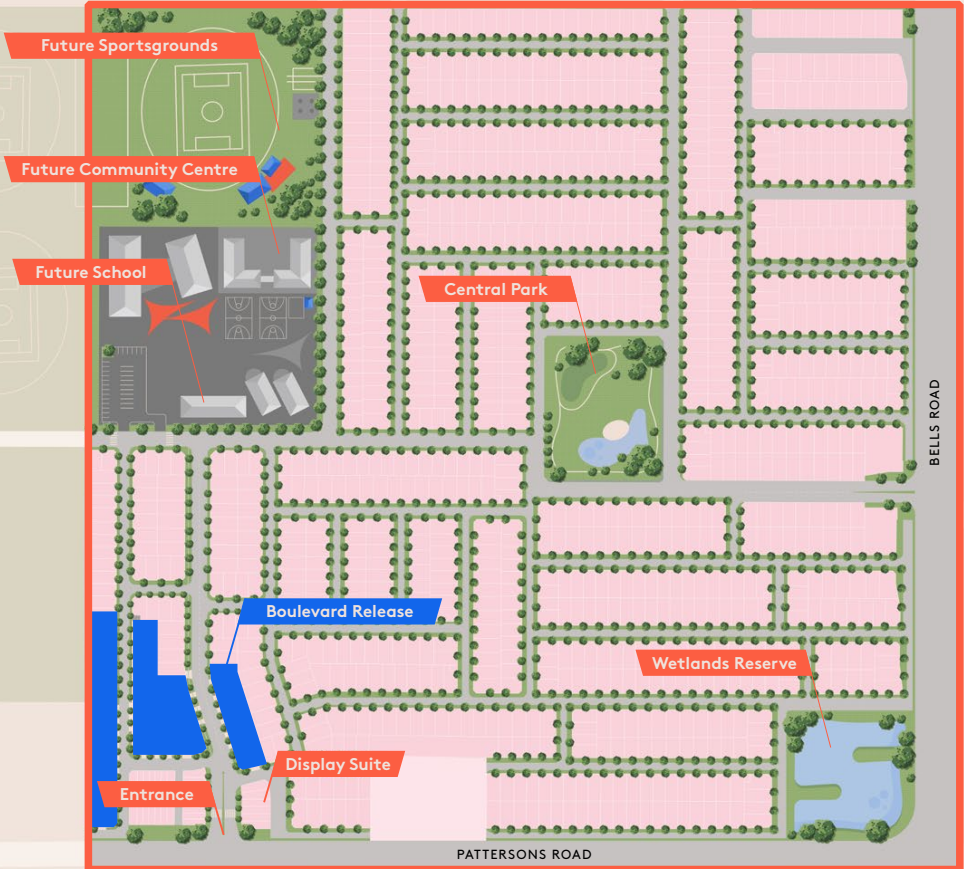 Future Sportsgrounds
Future Community Centre
Future School
Central Park
BELLS ROAD
Boulevard Release
Wetlands Reserve
Display Suite
Entrance
PATTERSONS ROAD